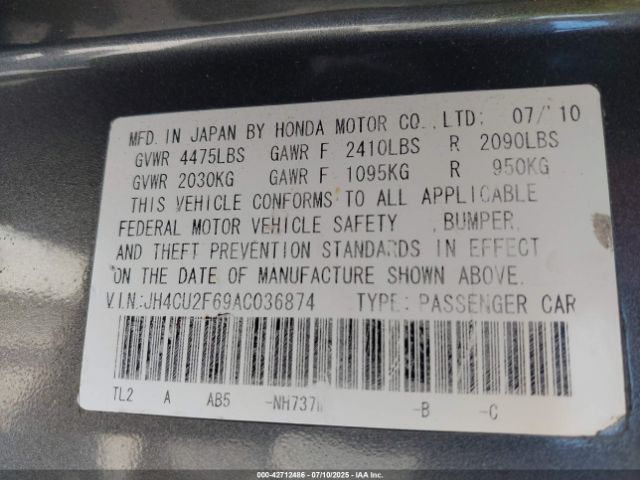 MFD. IN JAPAN BY HONDA MOTOR CO., LTD: 07/'10
GVWR 4475LBS GAWR F 2410LBS R 2090LBS
GVWR 2030KG GAWR F 1095KG R 950KG
THIS VEHICLE CONFORMS TO ALL APPLICABLE
FEDERAL MOTOR VEHICLE SAFETY , BUMPER,
AND THEFT PREVENTION STANDARDS IN EFFECT
ON THE DATE OF MANUFACTURE SHOWN ABOVE.
V.I.N.:JH4CU2F69AC036874 TYPE: PASSENGER CAR
TL2 A AB5 -NH737 -B -C
000-42712486 - 07/10/2025 - IAA Inc.